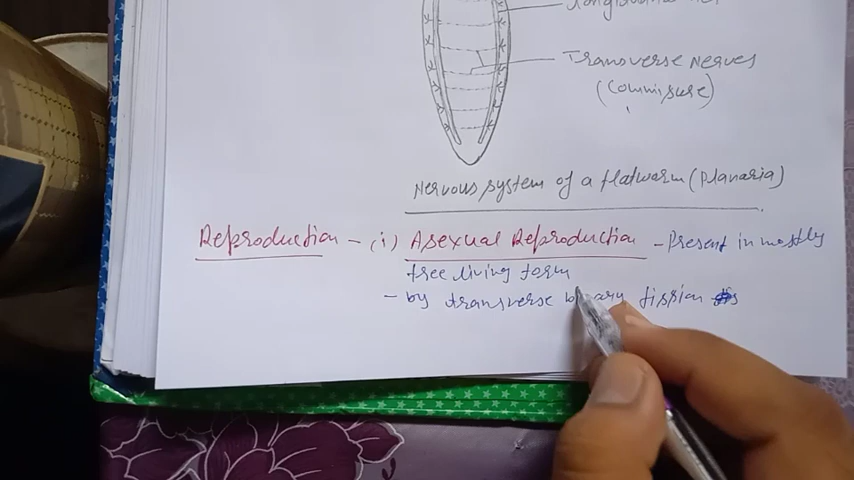 Transverse Nerves
(Commisure)
Nervous system of a flatworm (Planaria)
Reproduction - (i) Asexual Reproduction - Present in mostly
free living form
- by transverse binary fission